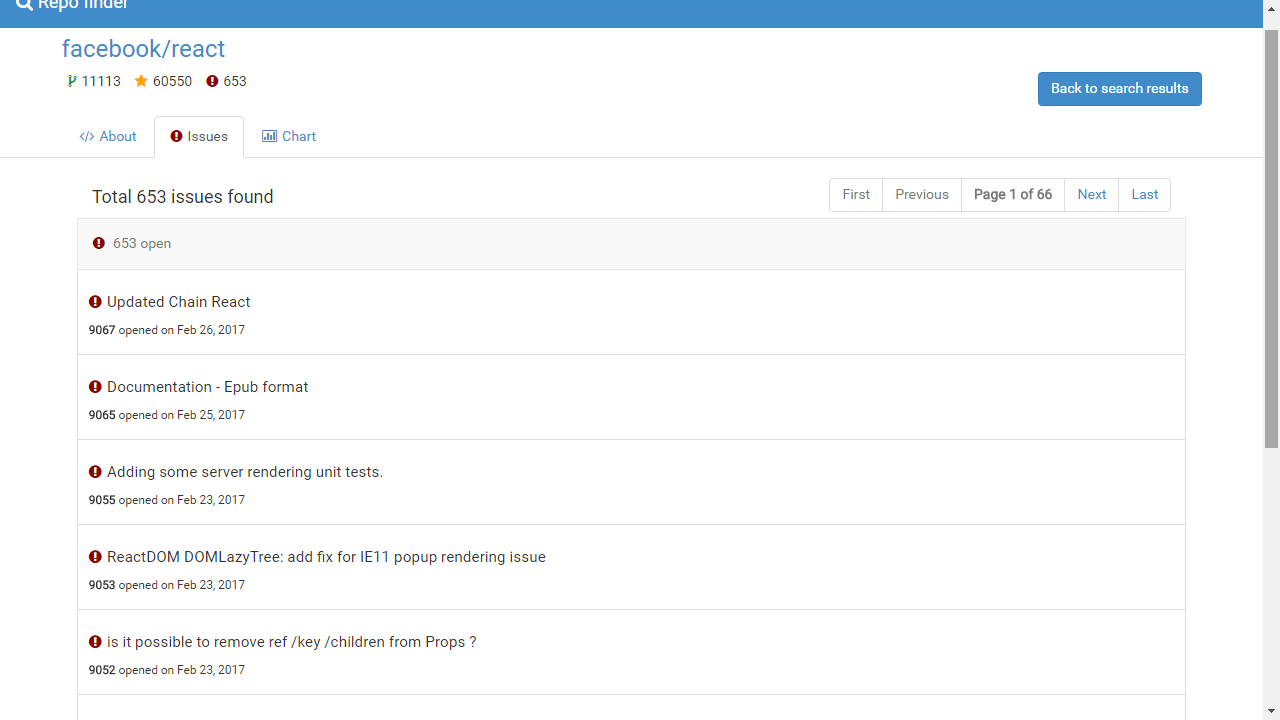 Repo finder
facebook/react
11113 60550 653
Back to search results
About Issues Chart
Total 653 issues found
First Previous Page 1 of 66 Next Last
653 open
Updated Chain React
9067 opened on Feb 26, 2017
Documentation - Epub format
9065 opened on Feb 25, 2017
Adding some server rendering unit tests.
9055 opened on Feb 23, 2017
ReactDOM DOMLazyTree: add fix for IE11 popup rendering issue
9053 opened on Feb 23, 2017
is it possible to remove ref /key /children from Props ?
9052 opened on Feb 23, 2017